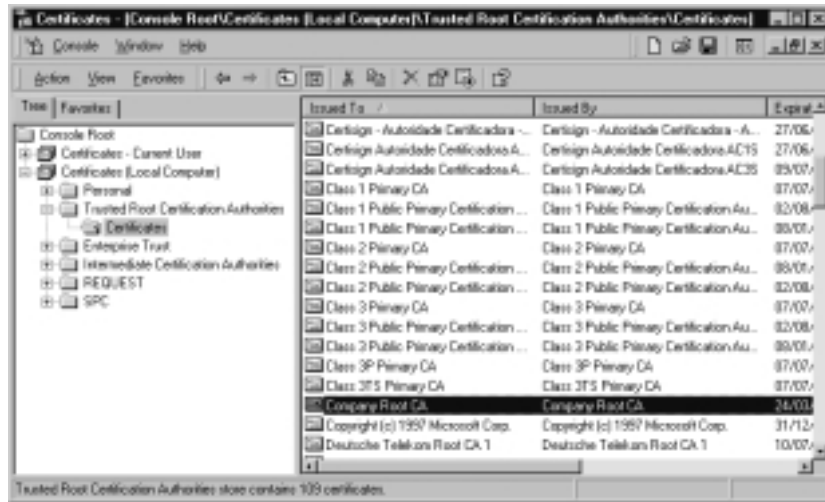 Certificates - [Console Root\Certificates (Local Computer)\Trusted Root Certification Authorities\Certificates]
Console Window Help
Action View Favorites
Tree Favorites
Console Root
Certificates - Current User
Certificates (Local Computer)
Personal
Trusted Root Certification Authorities
Certificates
Enterprise Trust
Intermediate Certification Authorities
REQUEST
SPC
Issued To / Issued By Expirat
Certisign - Autoridade Certificadora -... Certisign - Autoridade Certificadora - A... 27/06/
Certisign Autoridade Certificadora A... Certisign Autoridade Certificadora AC1S 27/06/
Certisign Autoridade Certificadora A... Certisign Autoridade Certificadora AC3S 09/07/
Class 1 Primary CA Class 1 Primary CA 07/07/
Class 1 Public Primary Certification ... Class 1 Public Primary Certification Au... 02/08/
Class 1 Public Primary Certification ... Class 1 Public Primary Certification Au... 08/01/
Class 2 Primary CA Class 2 Primary CA 07/07/
Class 2 Public Primary Certification ... Class 2 Public Primary Certification Au... 08/01/
Class 2 Public Primary Certification ... Class 2 Public Primary Certification Au... 02/08/
Class 3 Primary CA Class 3 Primary CA 07/07/
Class 3 Public Primary Certification ... Class 3 Public Primary Certification Au... 02/08/
Class 3 Public Primary Certification ... Class 3 Public Primary Certification Au... 08/01/
Class 3P Primary CA Class 3P Primary CA 07/07/
Class 3TS Primary CA Class 3TS Primary CA 07/07/
Company Root CA Company Root CA 24/03/
Copyright (c) 1997 Microsoft Corp. Copyright (c) 1997 Microsoft Corp. 31/12/
Deutsche Telekom Root CA 1 Deutsche Telekom Root CA 1 10/07/
Trusted Root Certification Authorities store contains 109 certificates.